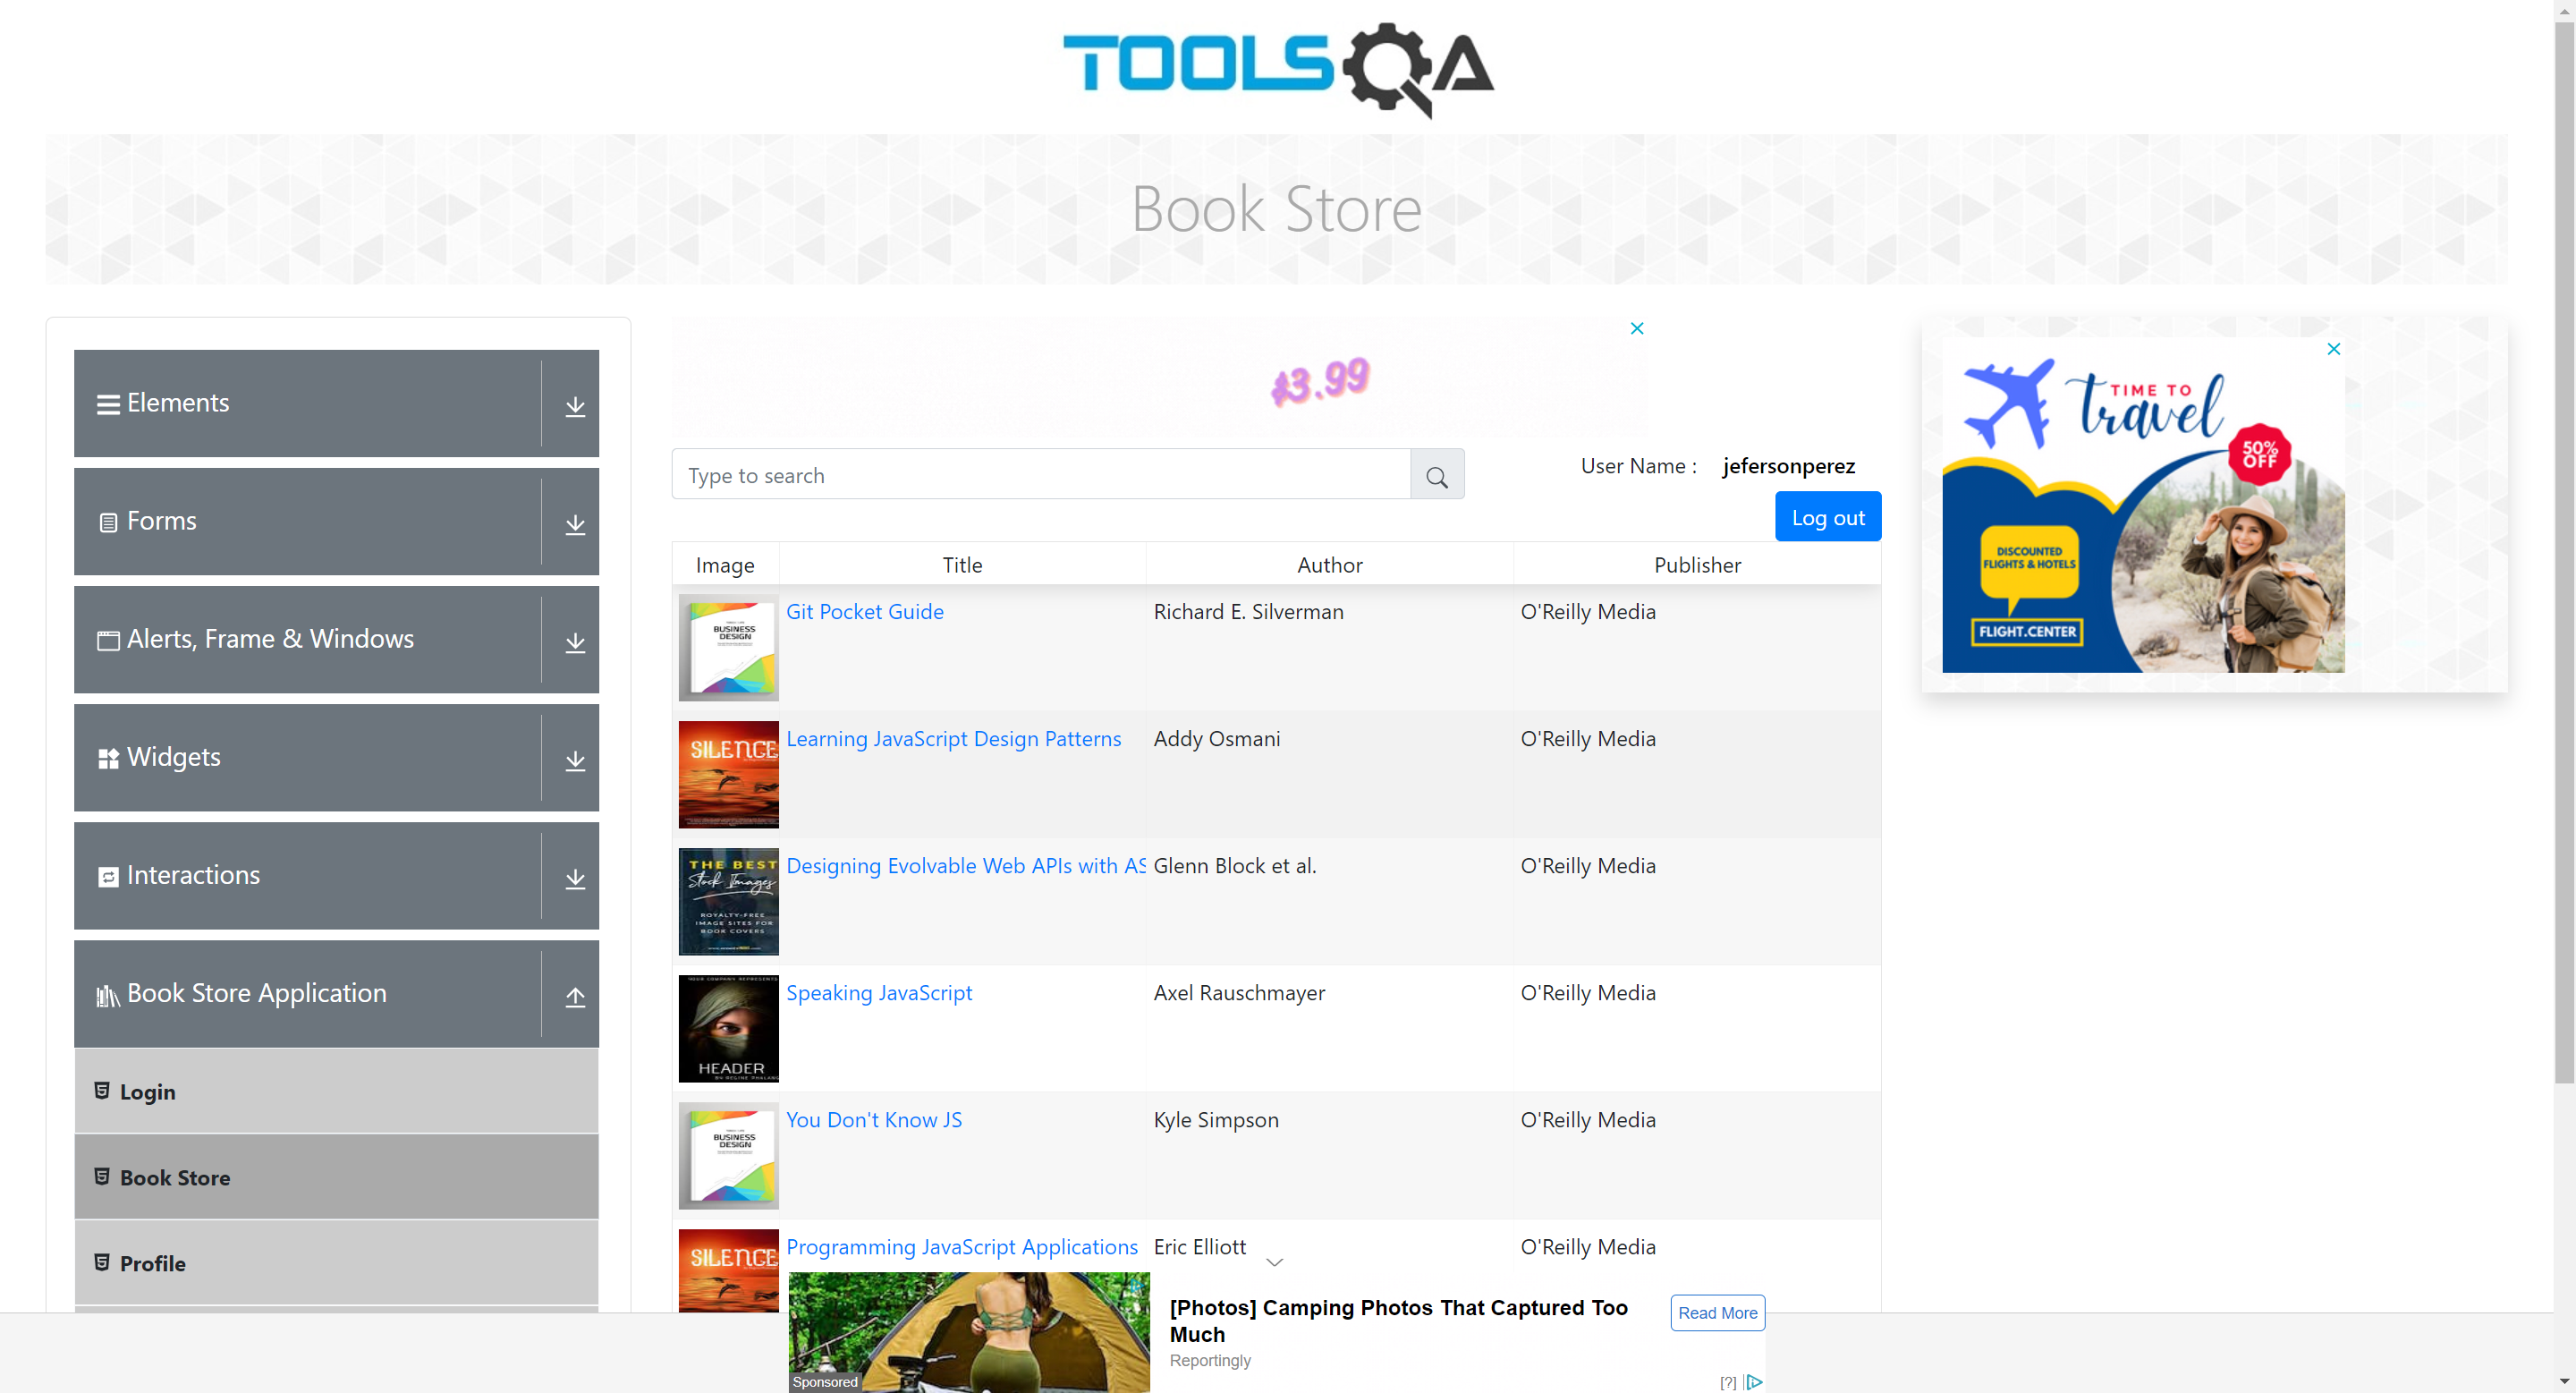 TOOLSQA
Book Store
Elements
Forms
Alerts, Frame & Windows
Widgets
Interactions
Book Store Application
Login
Book Store
Profile
$3.99
Type to search
User Name : jefersonperez
Log out
Image Title Author Publisher
BUSINESS
DESIGN
Git Pocket Guide Richard E. Silverman O'Reilly Media
SILENCE
Learning JavaScript Design Patterns Addy Osmani O'Reilly Media
THE BEST
Stock Images
ROYALTY-FREE
IMAGE SITES FOR
BOOK COVERS
Designing Evolvable Web APIs with AS Glenn Block et al. O'Reilly Media
HEADER
Speaking JavaScript Axel Rauschmayer O'Reilly Media
BUSINESS
DESIGN
You Don't Know JS Kyle Simpson O'Reilly Media
SILENCE
Programming JavaScript Applications Eric Elliott O'Reilly Media
TIME TO
travel
50%
OFF
DISCOUNTED
FLIGHTS & HOTELS
FLIGHT.CENTER
[Photos] Camping Photos That Captured Too
Much
Reportingly
Read More
Sponsored
[?]